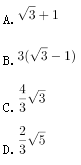 A. √3 + 1
B. 3(√3 − 1)
C. 4/3 √3
D. 2/3 √5